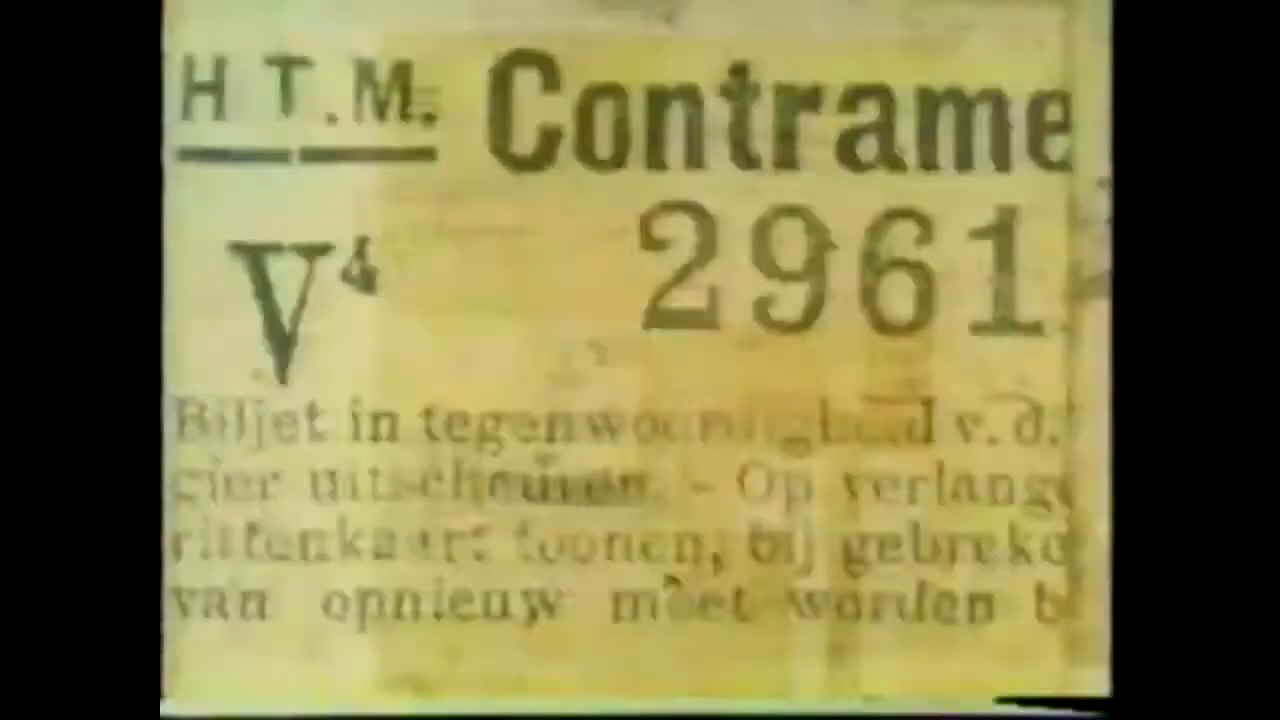 H T.M. Contrame
V4 2961
Biljet in tegenwoordigheid v.d.
cier uitscheuren. - Op verlang
rittenkaart toonen, bij gebreke
van opnieuw moet worden b